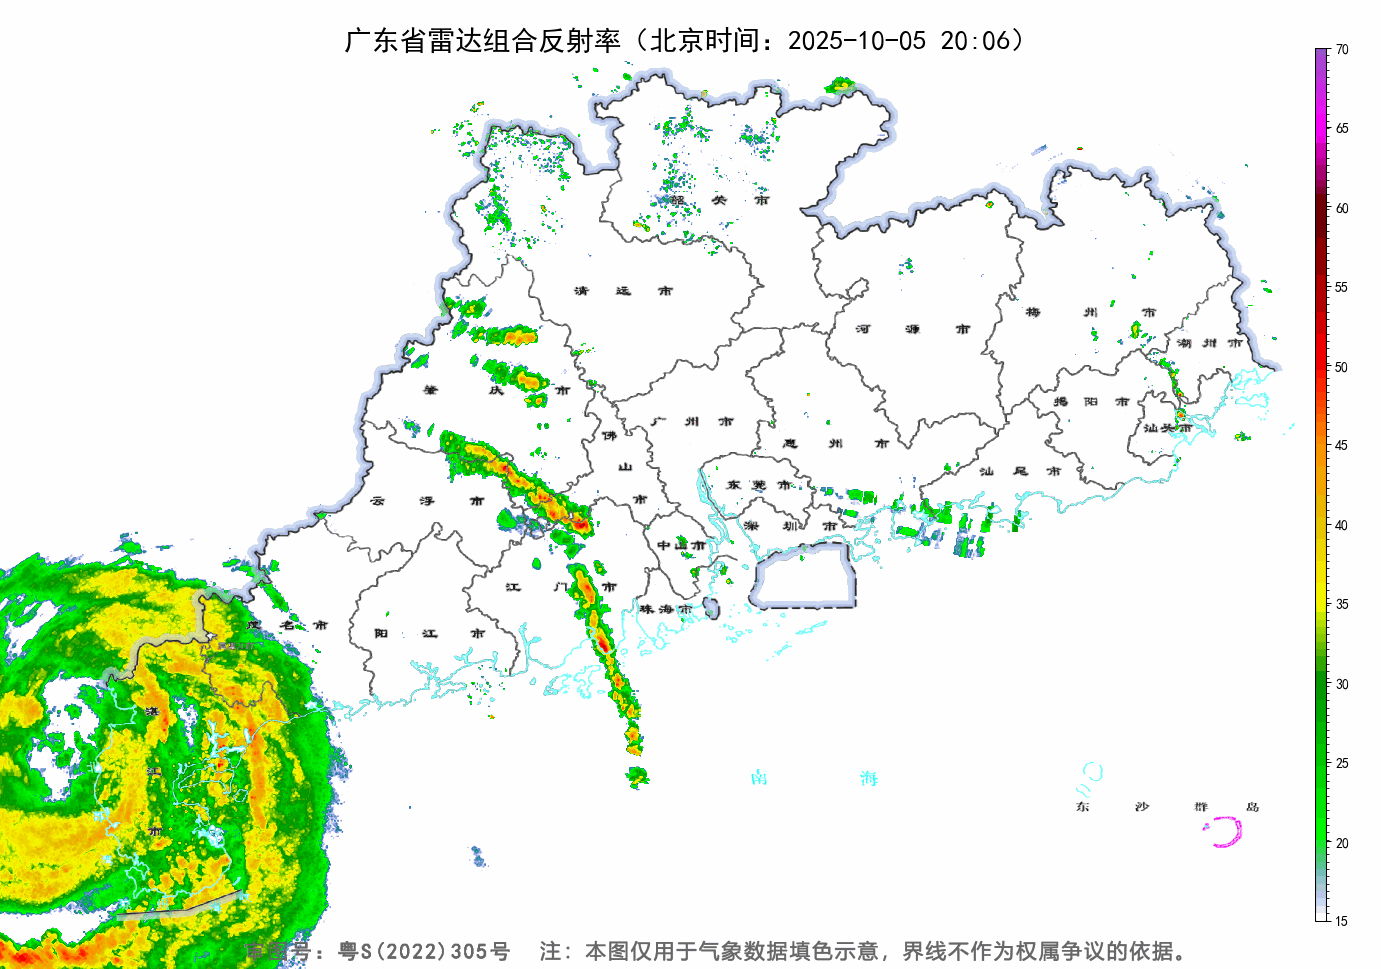 广东省雷达组合反射率（北京时间：2025-10-05 20:06）
70
65
60
55
50
45
40
35
30
25
20
15
韶 关 市
清 远 市
河 源 市
梅 州 市
潮 州 市
肇 庆 市
揭 阳 市
广 州 市
佛 山 市
惠 州 市
汕头市
东 莞 市
汕 尾 市
云 浮 市
深 圳 市
中山市
江 门 市
珠海市
茂 名 市
阳 江 市
湛 江 市
南 海
东 沙 群 岛
审图号：粤S(2022)305号 注：本图仅用于气象数据填色示意，界线不作为权属争议的依据。